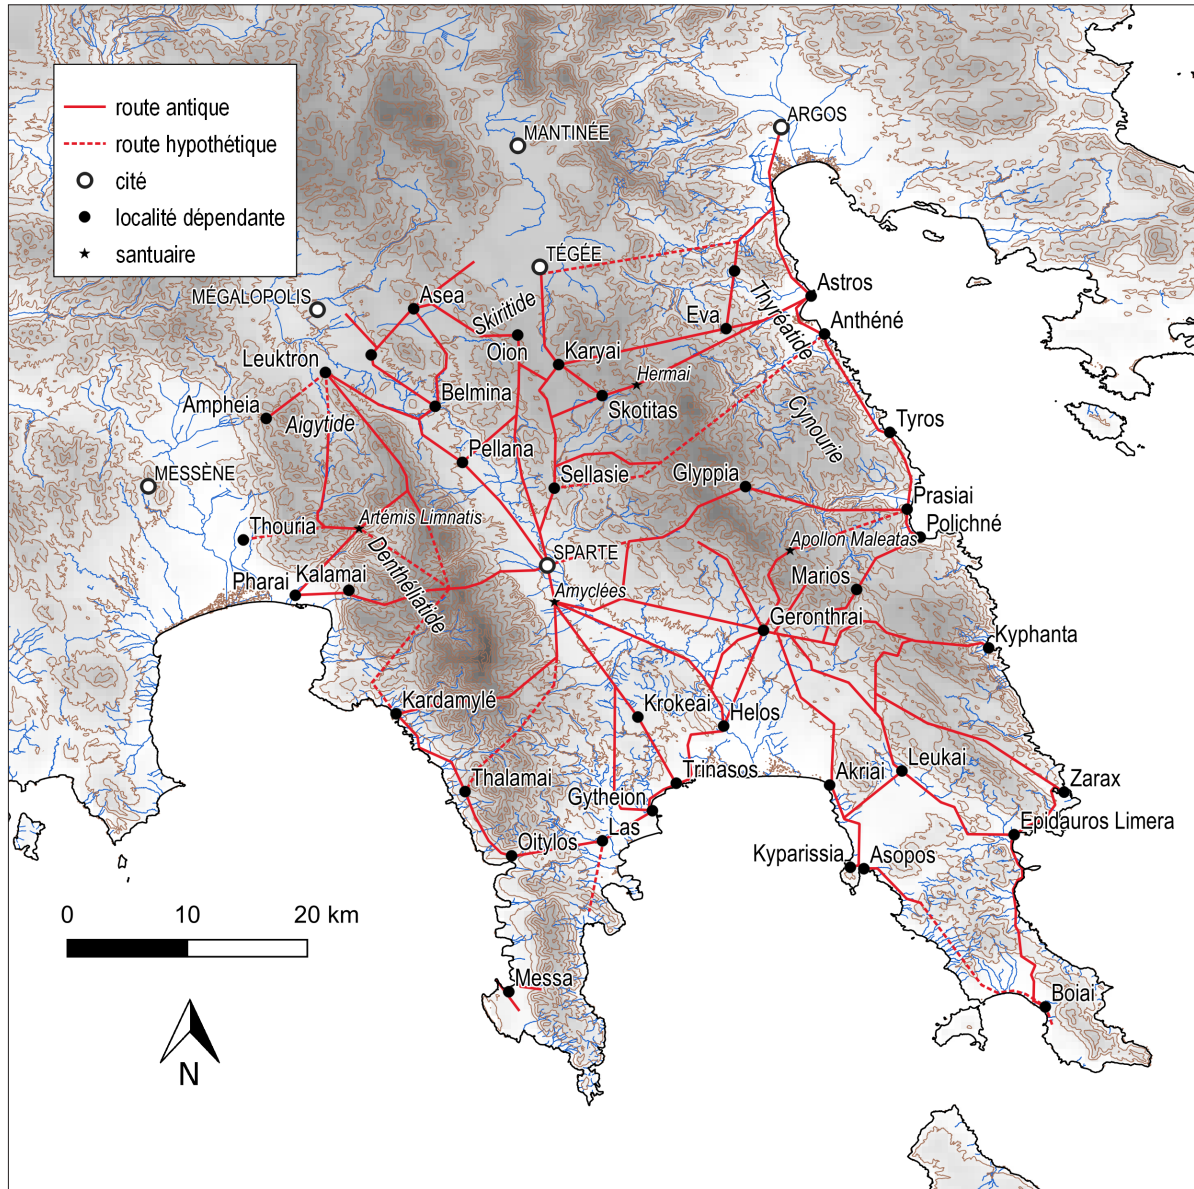 route antique
route hypothétique
cité
localité dépendante
santuaire
ARGOS
MANTINÉE
TÉGÉE
MÉGALOPOLIS
Asea
Skiritide
Thyréatide
Astros
Eva
Anthéné
Oion
Karyai
Leuktron
Hermai
Belmina
Skotitas
Ampheia
Aigytide
Cynourie
Tyros
Pellana
MESSÈNE
Sellasie
Glyppia
Prasiai
Artémis Limnatis
Thouria
Polichné
Apollon Maleatas
SPARTE
Denthéliatide
Pharai
Kalamai
Marios
Amyclées
Geronthrai
Kyphanta
Kardamylé
Krokeai
Helos
Leukai
Thalamai
Trinasos
Akriai
Zarax
Gytheion
Las
Epidauros Limera
Oitylos
Kyparissia
Asopos
0 10 20 km
Messa
Boiai
N